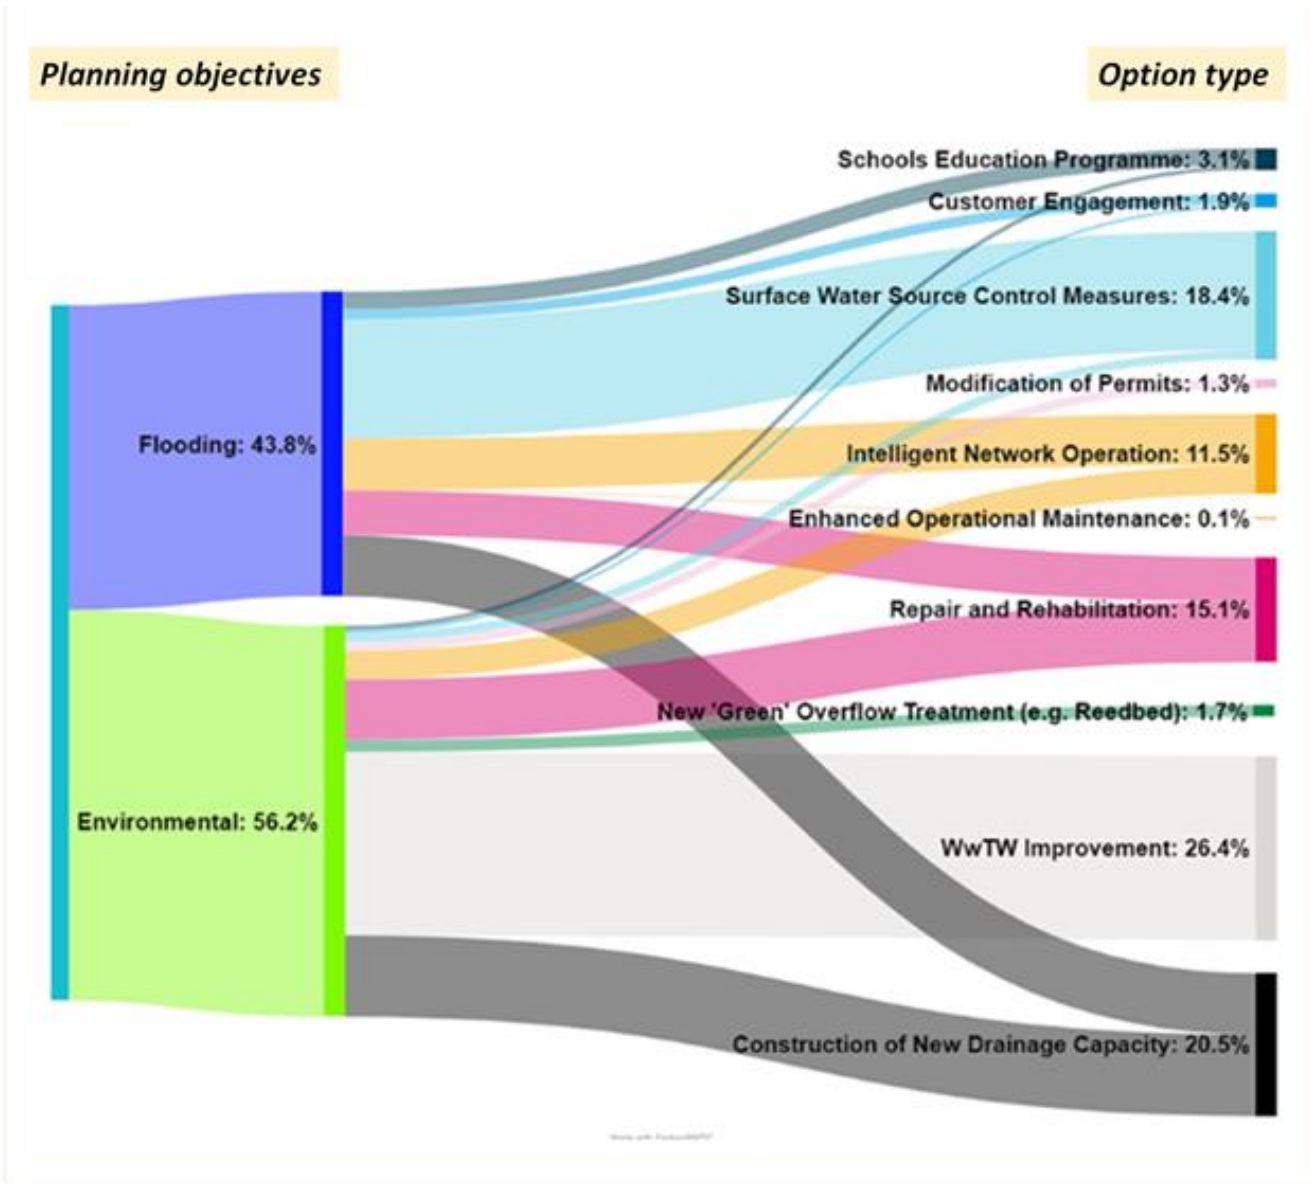 Planning objectives
Option type
Schools Education Programme: 3.1%
Customer Engagement: 1.9%
Surface Water Source Control Measures: 18.4%
Modification of Permits: 1.3%
Flooding: 43.8%
Intelligent Network Operation: 11.5%
Enhanced Operational Maintenance: 0.1%
Repair and Rehabilitation: 15.1%
New 'Green' Overflow Treatment (e.g. Reedbed): 1.7%
Environmental: 56.2%
WwTW Improvement: 26.4%
Construction of New Drainage Capacity: 20.5%
Made with